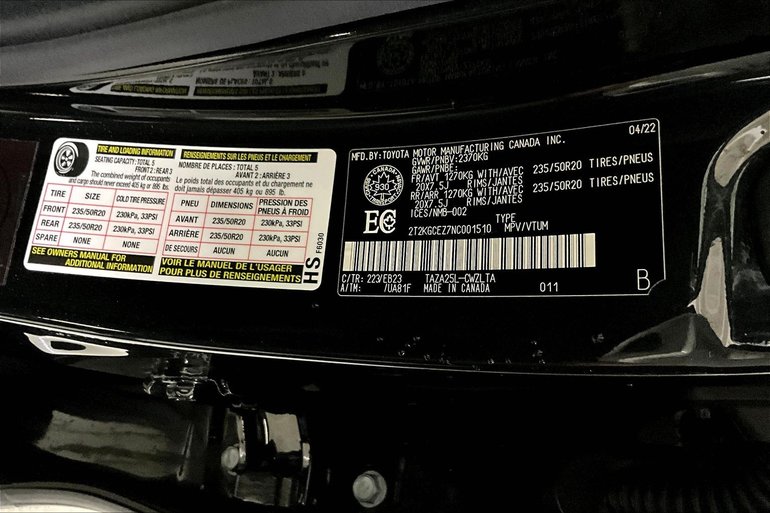 TIRE AND LOADING INFORMATION
SEATING CAPACITY: TOTAL 5
FRONT 2: REAR 3
The combined weight of occupants
and cargo should never exceed 405 kg or 895 lb.
TIRE SIZE COLD TIRE PRESSURE
FRONT 235/50R20 230kPa, 33PSI
REAR 235/50R20 230kPa, 33PSI
SPARE NONE NONE
SEE OWNERS MANUAL FOR
ADDITIONAL INFORMATION
RENSEIGNEMENTS SUR LES PNEUS ET LE CHARGEMENT
NOMBRE DE PLACES: TOTAL 5
AVANT 2: ARRIÈRE 3
Le poids total des occupants et du chargement ne
doit jamais dépasser 405 kg ou 895 lb.
PNEU DIMENSIONS PRESSION DES PNEUS À FROID
AVANT 235/50R20 230kPa, 33PSI
ARRIÈRE 235/50R20 230kPa, 33PSI
DE SECOURS AUCUN AUCUN
VOIR LE MANUEL DE L'USAGER
POUR PLUS DE RENSEIGNEMENTS
HS F6030
MFD. BY: TOYOTA MOTOR MANUFACTURING CANADA INC. 04/22
GVWR/PNBV: 2370KG
GAWR/PNBE:
FR/AVT 1270KG WITH/AVEC 235/50R20 TIRES/PNEUS
20X7.5J RIMS/JANTES
RR/ARR 1270KG WITH/AVEC 235/50R20 TIRES/PNEUS
20X7.5J RIMS/JANTES
ICES/NMB-002
CANADA
930
TYPE
2T2KGCEZ7NC001510 MPV/VTUM
C/TR: 223/EB23 TAZA25L-CWZLTA
A/TM: /UA81F MADE IN CANADA 011
B